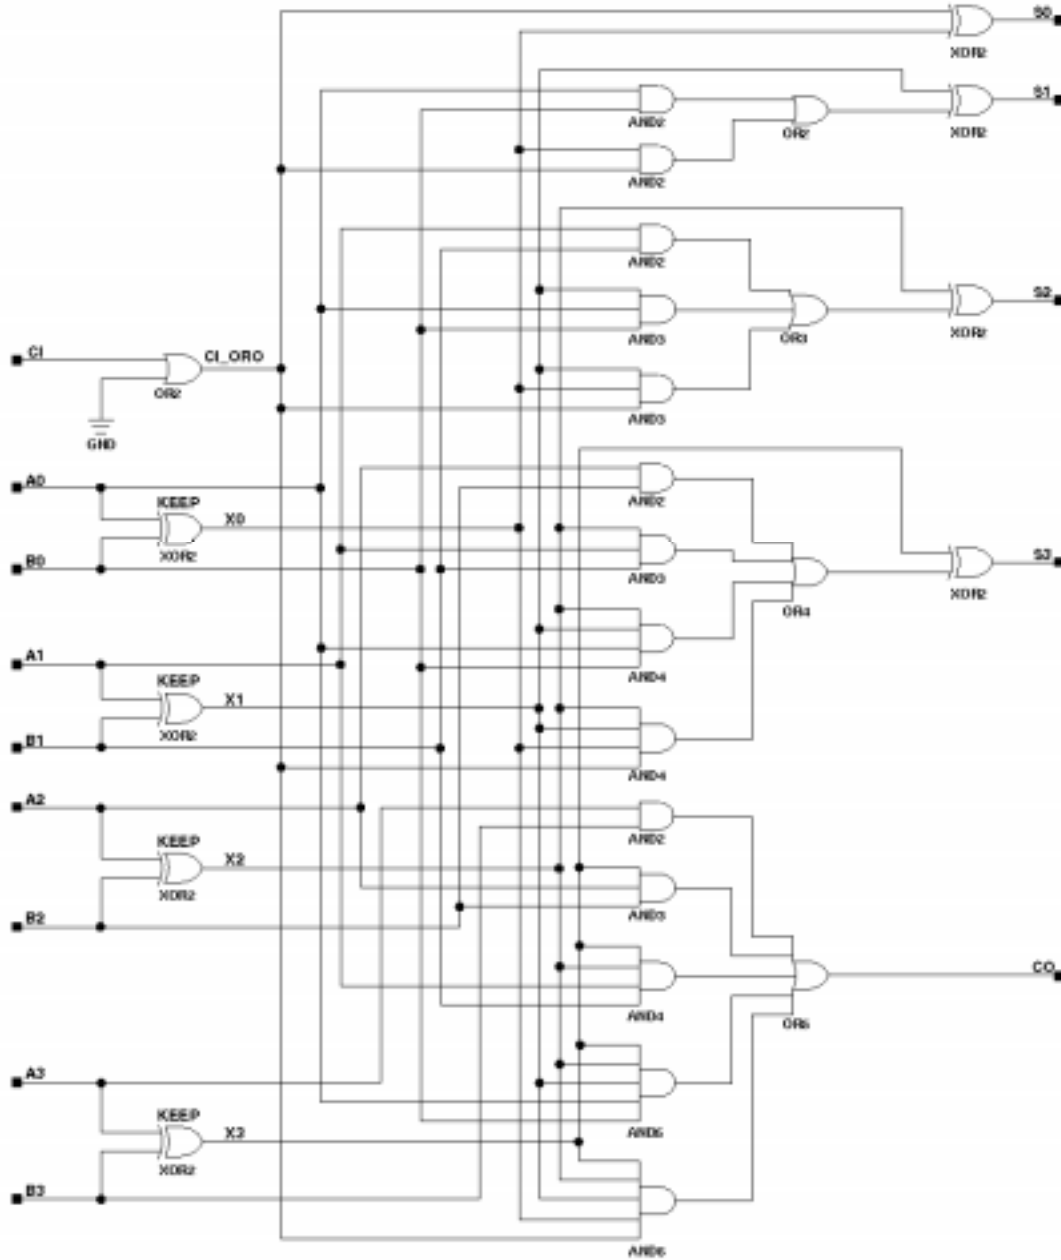 S0
XOR2
S1
AND2
OR2
XOR2
AND2
AND2
S2
AND3
OR3
XOR2
CI
CI_ORO
OR2
GND
AND3
A0
KEEP
X0
XOR2
B0
AND2
AND3
S3
XOR2
OR4
A1
KEEP
X1
XOR2
B1
AND4
AND4
A2
KEEP
X2
XOR2
B2
AND2
AND3
CO
AND4
OR5
A3
KEEP
X3
XOR2
B3
AND5
AND5